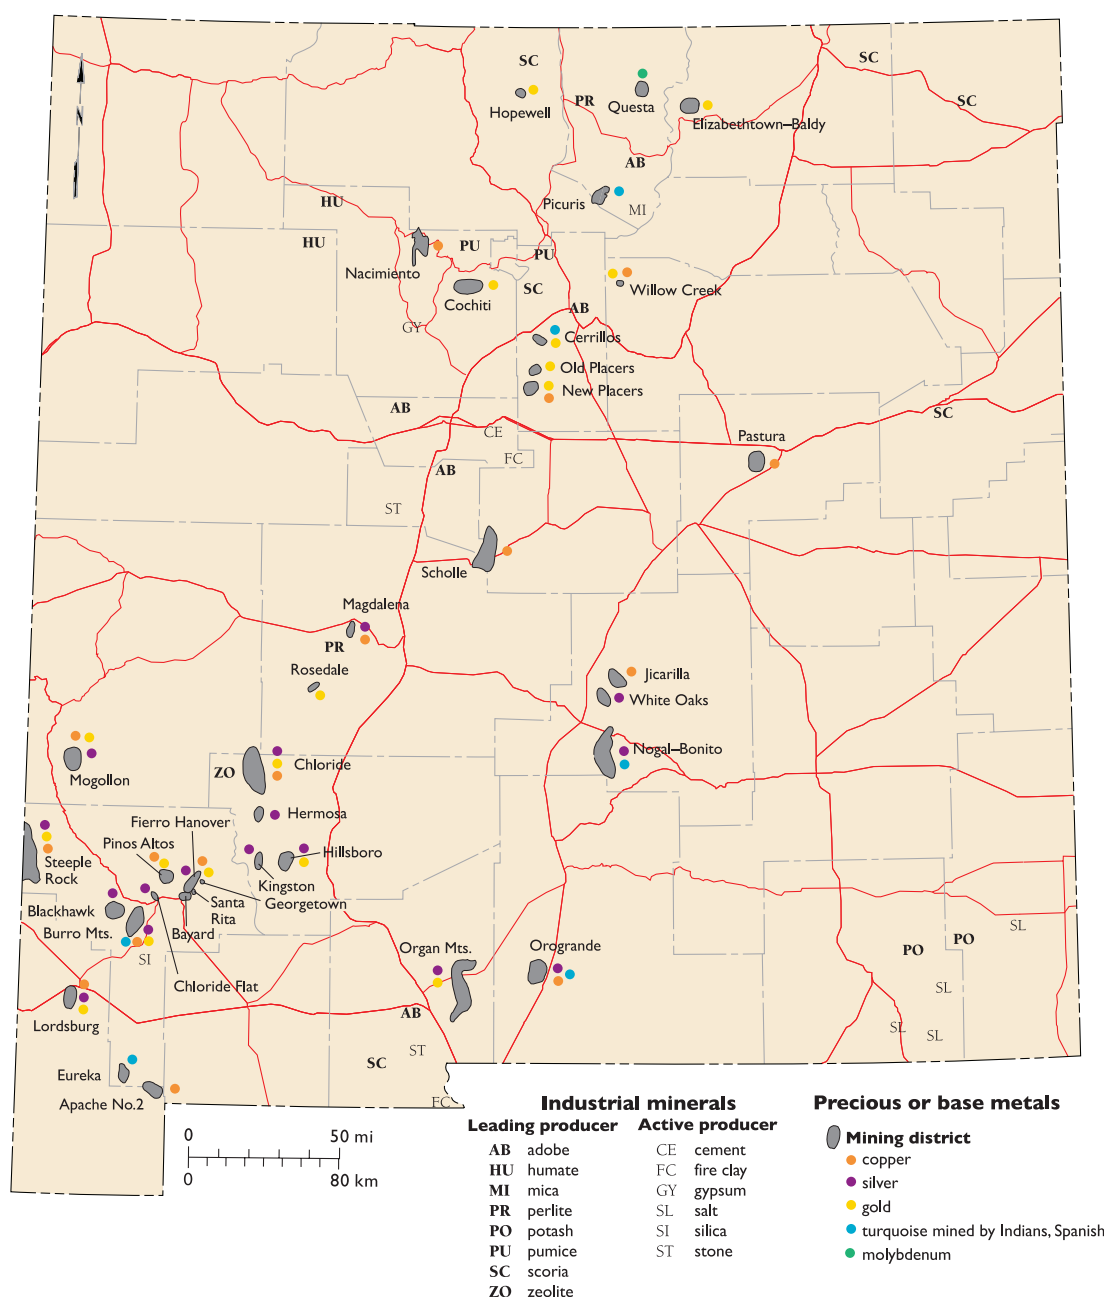 SC
SC
Hopewell
PR
Questa
Elizabethtown–Baldy
SC
AB
N
HU
Picuris
MI
HU
PU
PU
Nacimiento
Cochiti
SC
Willow Creek
GY
AB
Cerrillos
Old Placers
New Placers
AB
SC
CE
FC
Pastura
AB
ST
Scholle
Magdalena
PR
Rosedale
Jicarilla
White Oaks
Nogal–Bonito
Mogollon
ZO
Chloride
Hermosa
Fierro Hanover
Pinos Altos
Steeple
Rock
Hillsboro
Kingston
Georgetown
Santa
Rita
Blackhawk
Burro Mts.
Bayard
SI
Chloride Flat
Organ Mts.
Orogrande
SL
PO
PO
SL
Lordsburg
AB
SL
SL
ST
SC
Eureka
Apache No.2
FC
0
50 mi
0
80 km
Industrial minerals
Leading producer
AB adobe
HU humate
MI mica
PR perlite
PO potash
PU pumice
SC scoria
ZO zeolite
Active producer
CE cement
FC fire clay
GY gypsum
SL salt
SI silica
ST stone
Precious or base metals
Mining district
copper
silver
gold
turquoise mined by Indians, Spanish
molybdenum